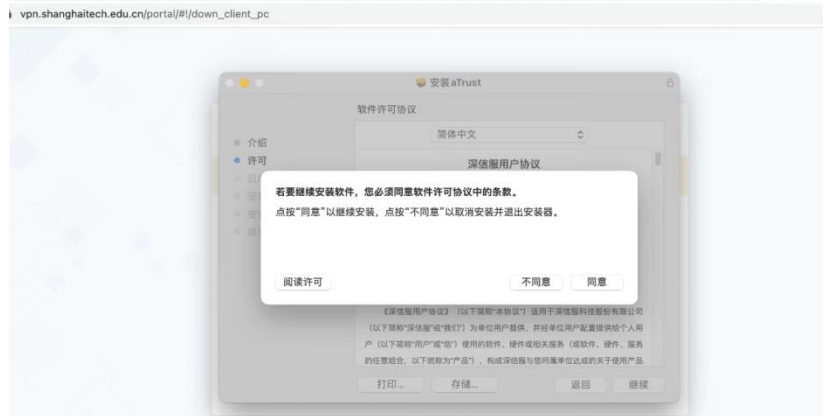 vpn.shanghaitech.edu.cn/portal/#!/down_client_pc
安装 aTrust
软件许可协议
简体中文
介绍
许可
深信服用户协议
若要继续安装软件，您必须同意软件许可协议中的条款。
点按“同意”以继续安装，点按“不同意”以取消安装并退出安装器。
阅读许可
不同意
同意
《深信服用户协议》（以下简称“本协议”）适用于深信服科技股份有限公司
（以下简称“深信服”或“我们”）为单位用户提供、并经单位用户配置提供给个人用
户（以下简称“用户”或“您”）使用的软件、硬件或相关服务（或软件、硬件、服务
的任意组合，以下统称为“产品”），构成深信服与您所属单位达成的关于使用产品
打印...
存储...
返回
继续